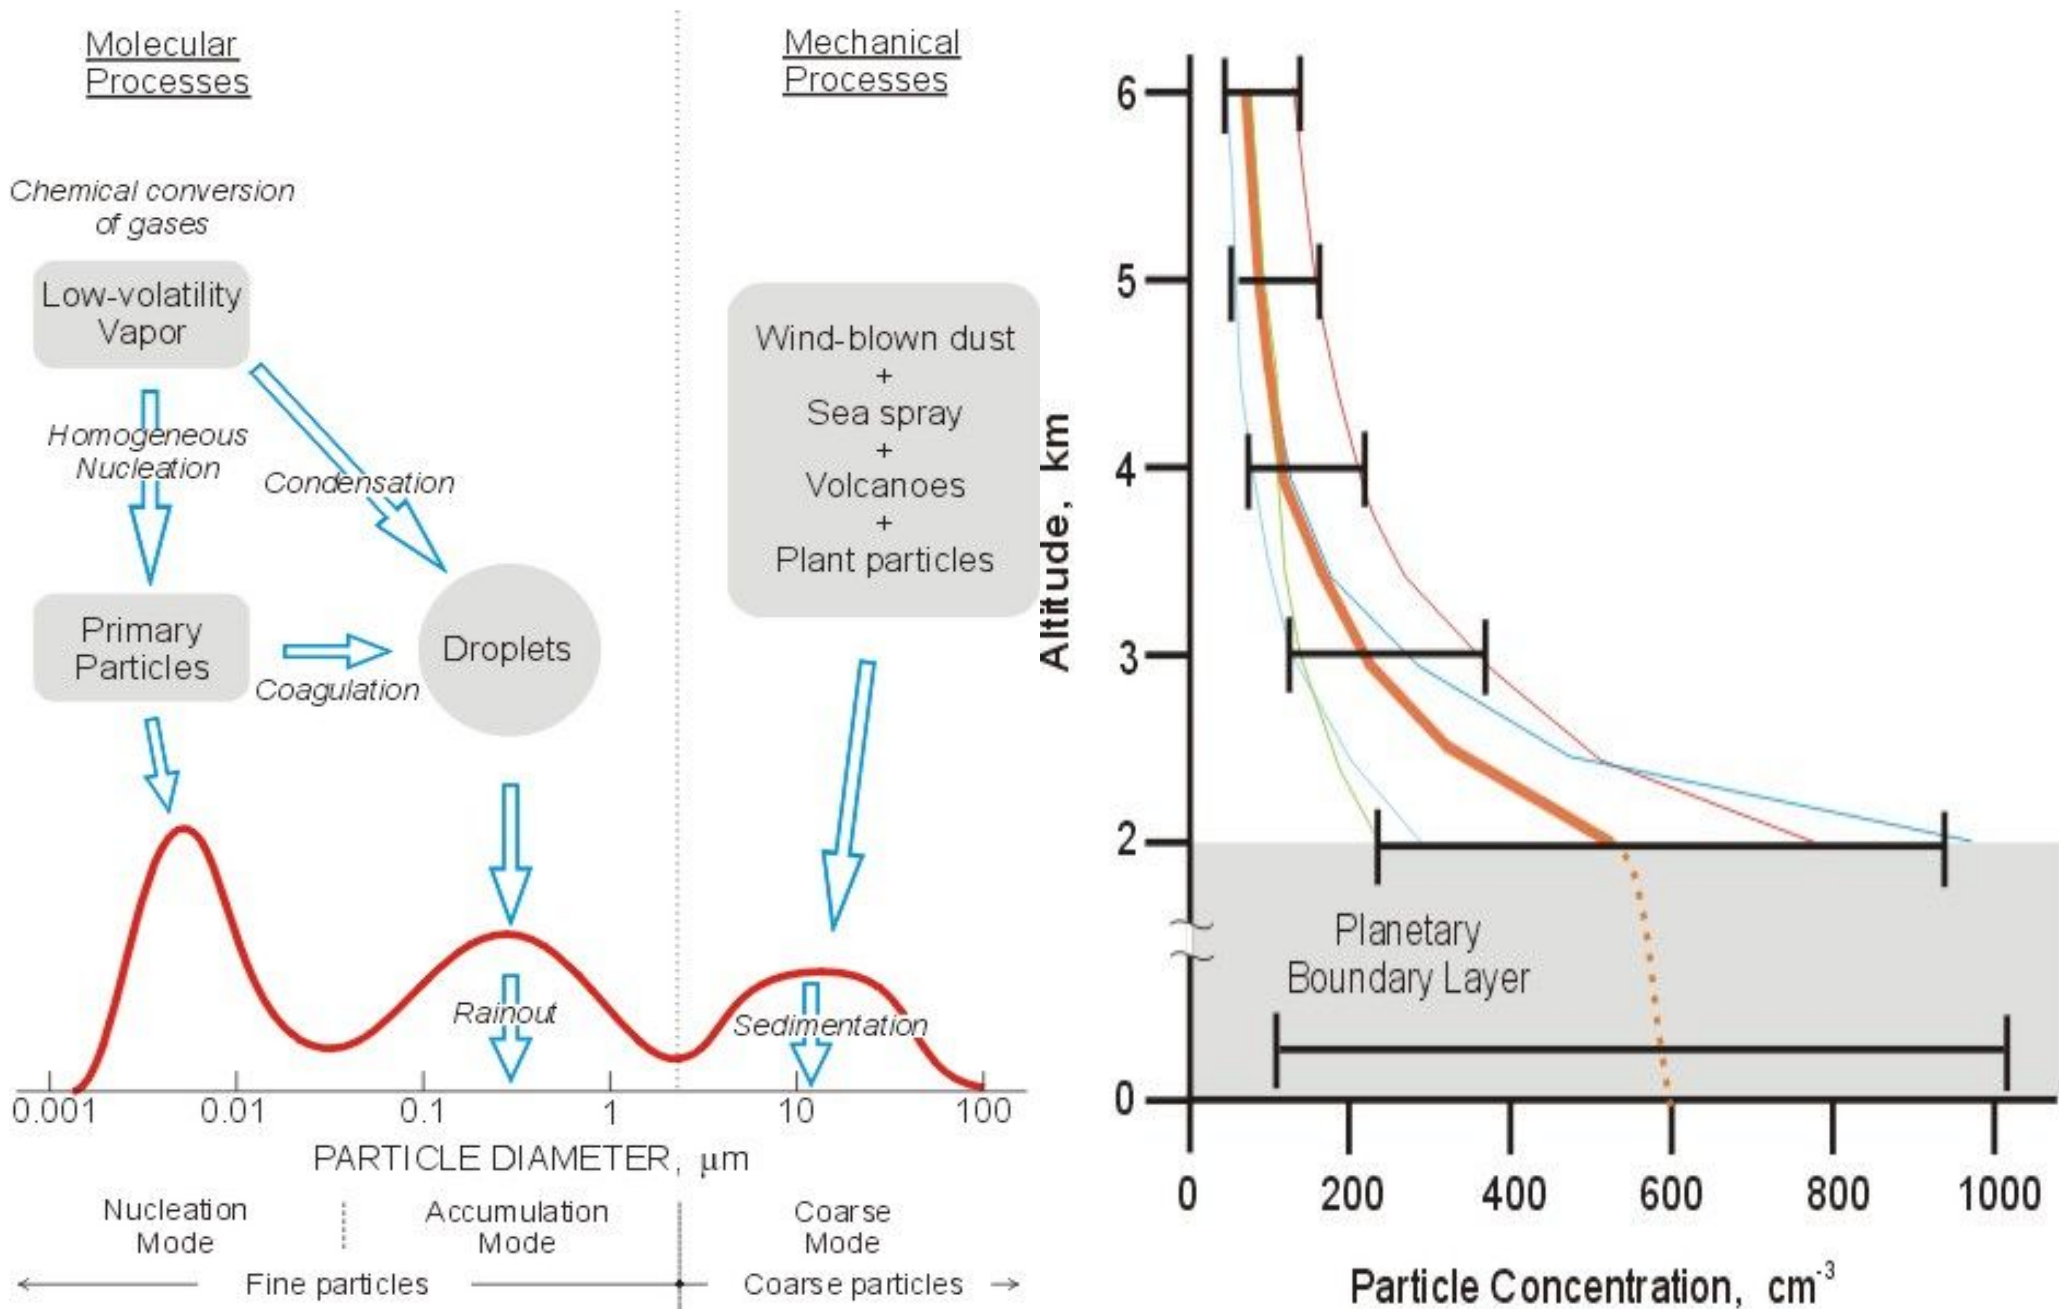 Molecular
Processes
Mechanical
Processes
Chemical conversion
of gases
Low-volatility
Vapor
Homogeneous
Nucleation
Condensation
Primary
Particles
Coagulation
Droplets
Wind-blown dust
+
Sea spray
+
Volcanoes
+
Plant particles
Rainout
Sedimentation
0.001 0.01 0.1 1 10 100
PARTICLE DIAMETER, μm
Nucleation
Mode
Accumulation
Mode
Coarse
Mode
Fine particles
Coarse particles
Altitude, km
6
5
4
3
2
0
Planetary
Boundary Layer
0 200 400 600 800 1000
Particle Concentration, cm⁻³